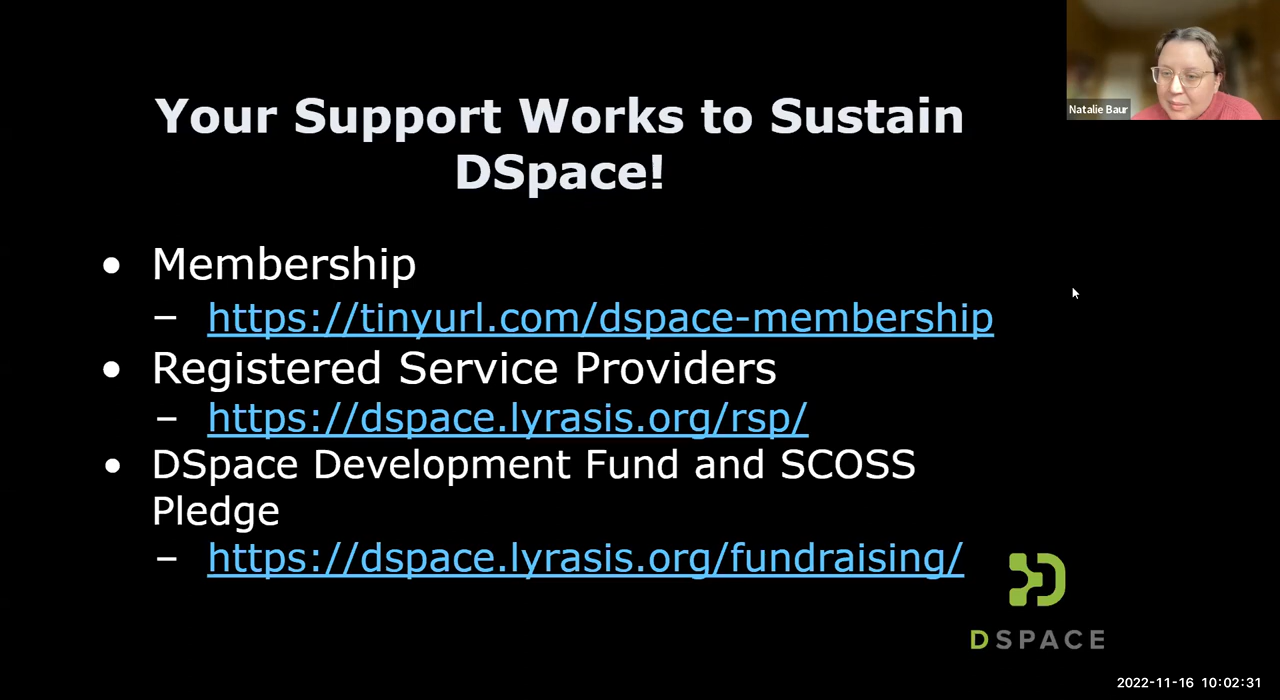 Your Support Works to Sustain
DSpace!
Natalie Baur
• Membership
– https://tinyurl.com/dspace-membership
• Registered Service Providers
– https://dspace.lyrasis.org/rsp/
• DSpace Development Fund and SCOSS
Pledge
– https://dspace.lyrasis.org/fundraising/
DSPACE
2022-11-16 10:02:31